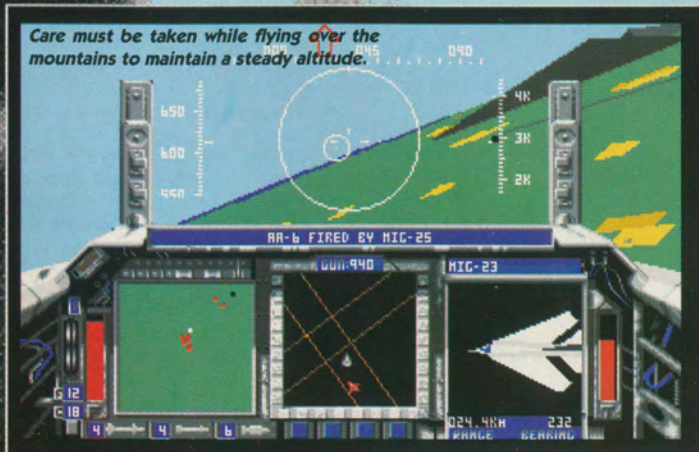 Care must be taken while flying over the
mountains to maintain a steady altitude.
045 090
650
600
550
4K
3K
2K
AA-6 FIRED BY MIG-25
GUN:940
MIG-23
12
18
4 4 6
024.4KM 232
RANGE BEARING